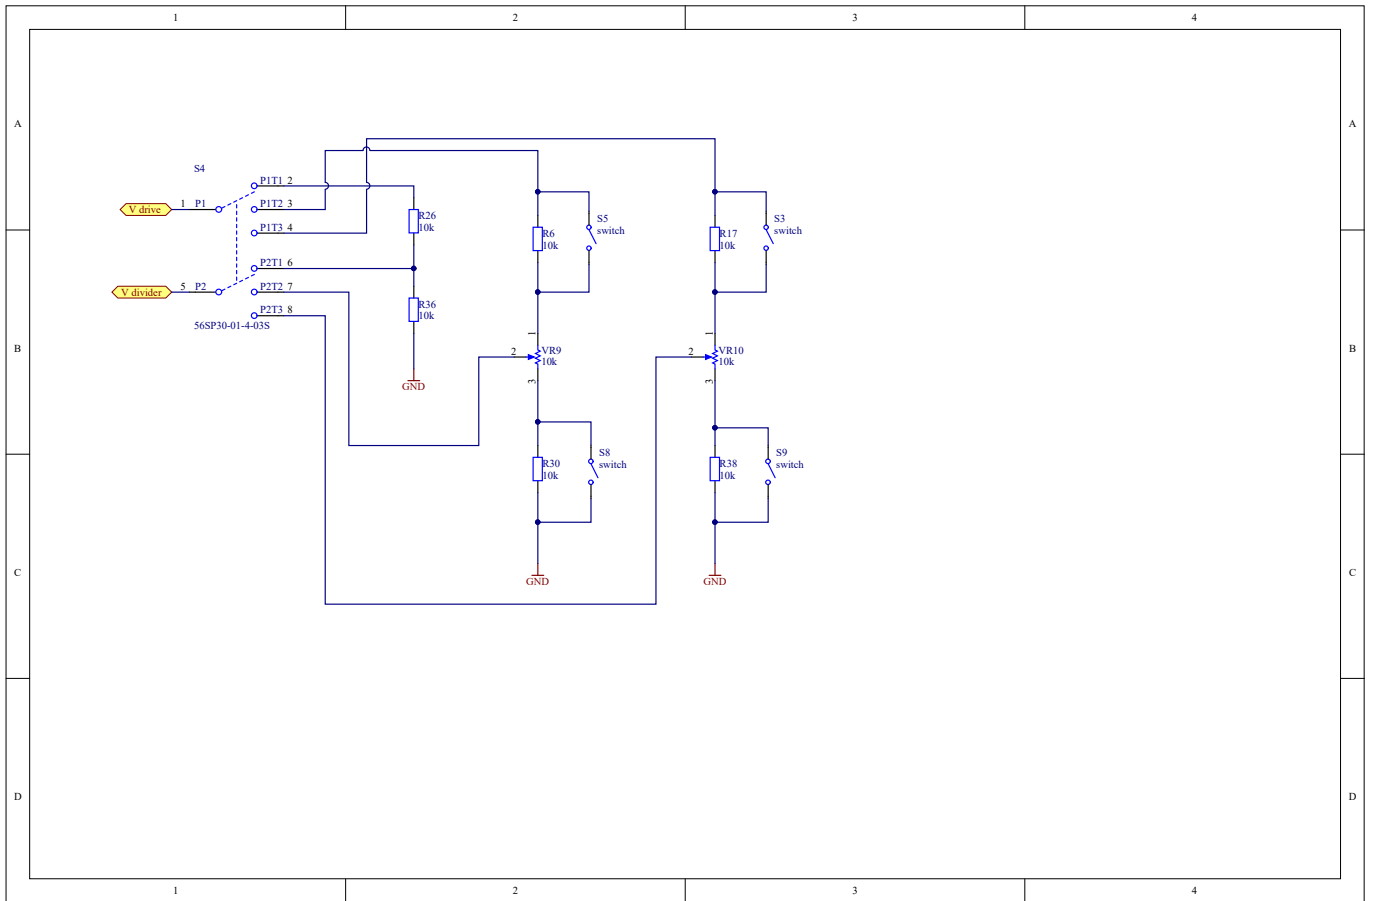 1 2 3 4
A A
S4
P1T1 2
V drive 1 P1 P1T2 3
P1T3 4
R26
10k
P2T1 6
V divider 5 P2 P2T2 7
P2T3 8
56SP30-01-4-03S
R36
10k
GND
R6
10k
S5
switch
R17
10k
S3
switch
B B
1
2 VR9
10k
3
1
2 VR10
10k
3
R30
10k
S8
switch
R38
10k
S9
switch
C C
GND GND
D D
1 2 3 4